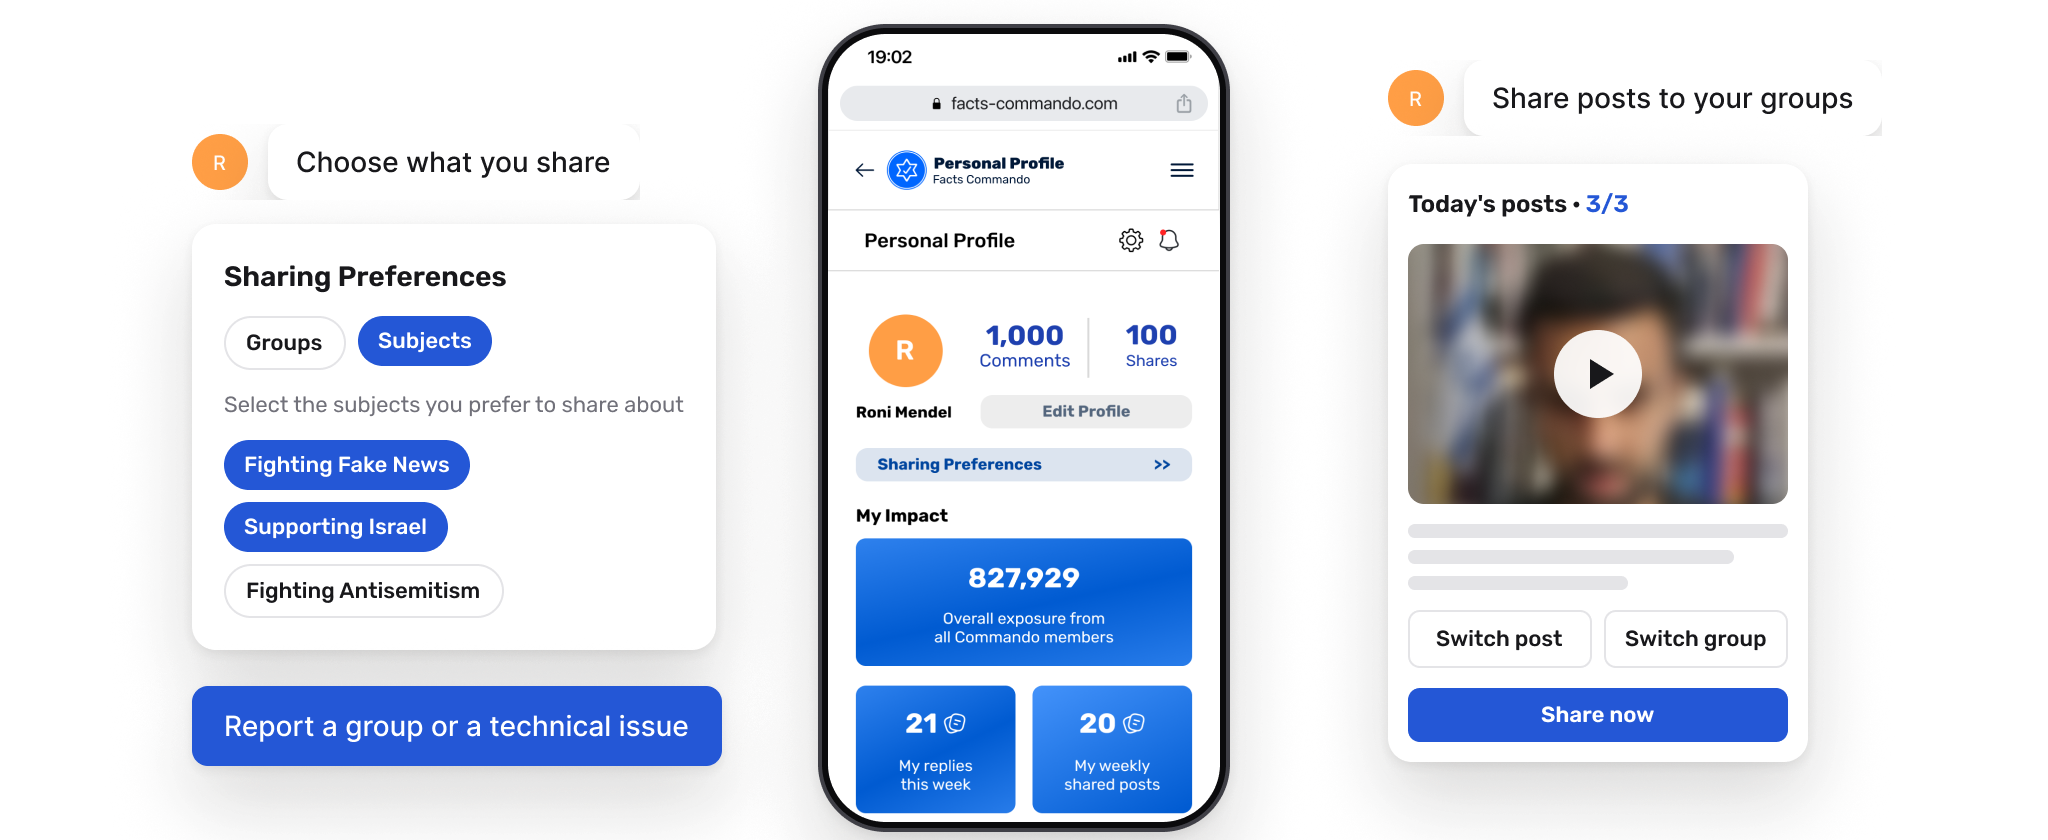 R
Choose what you share
Sharing Preferences
Groups
Subjects
Select the subjects you prefer to share about
Fighting Fake News
Supporting Israel
Fighting Antisemitism
Report a group or a technical issue
19:02
facts-commando.com
Personal Profile
Facts Commando
Personal Profile
R
1,000
Comments
100
Shares
Roni Mendel
Edit Profile
Sharing Preferences >>
My Impact
827,929
Overall exposure from
all Commando members
21
My replies
this week
20
My weekly
shared posts
R
Share posts to your groups
Today's posts • 3/3
Switch post
Switch group
Share now